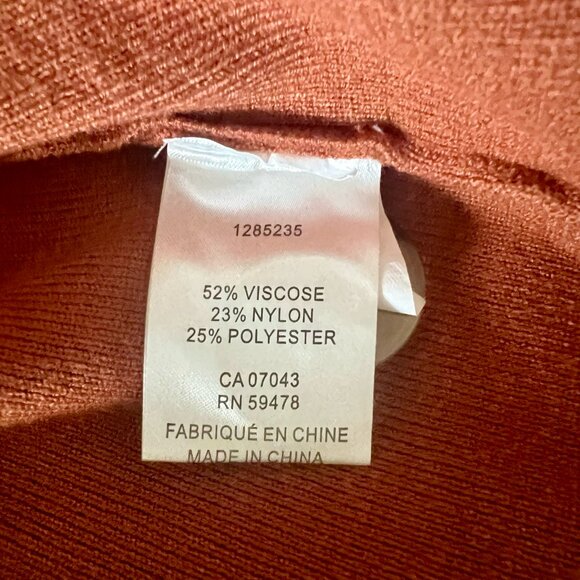 1285235
52% VISCOSE
23% NYLON
25% POLYESTER
CA 07043
RN 59478
FABRIQUÉ EN CHINE
MADE IN CHINA